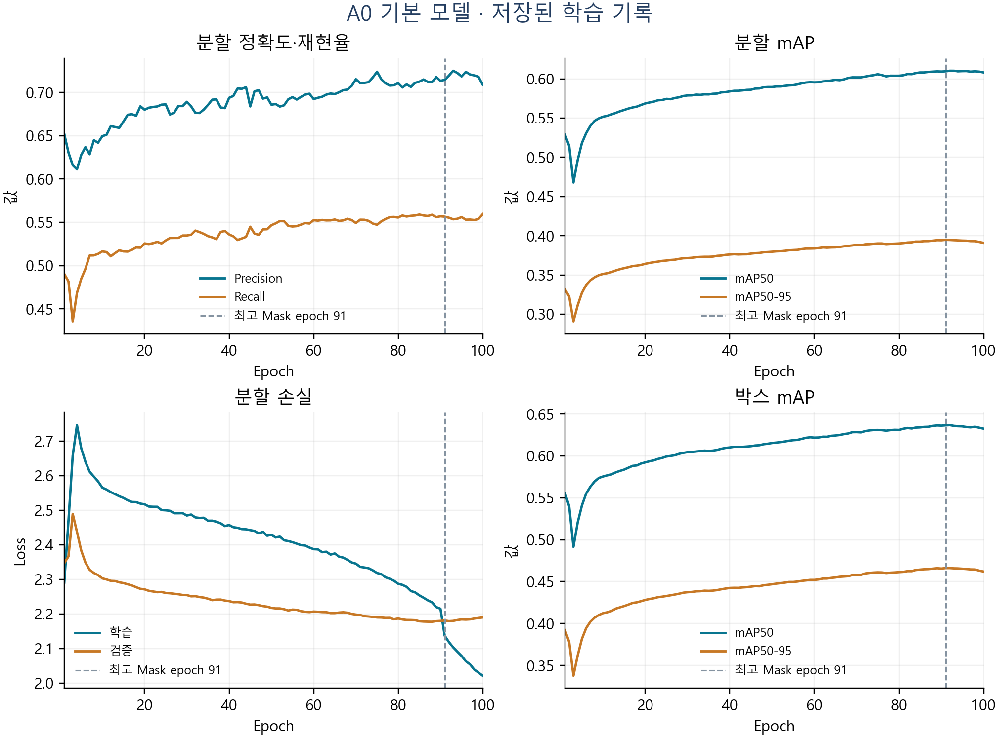 A0 기본 모델 · 저장된 학습 기록
분할 정확도·재현율
값
0.70
0.65
0.60
0.55
0.50
0.45
Precision
Recall
최고 Mask epoch 91
20 40 60 80 100
Epoch
분할 mAP
값
0.60
0.55
0.50
0.45
0.40
0.35
0.30
mAP50
mAP50-95
최고 Mask epoch 91
20 40 60 80 100
Epoch
분할 손실
Loss
2.7
2.6
2.5
2.4
2.3
2.2
2.1
2.0
학습
검증
최고 Mask epoch 91
20 40 60 80 100
Epoch
박스 mAP
값
0.65
0.60
0.55
0.50
0.45
0.40
0.35
mAP50
mAP50-95
최고 Mask epoch 91
20 40 60 80 100
Epoch